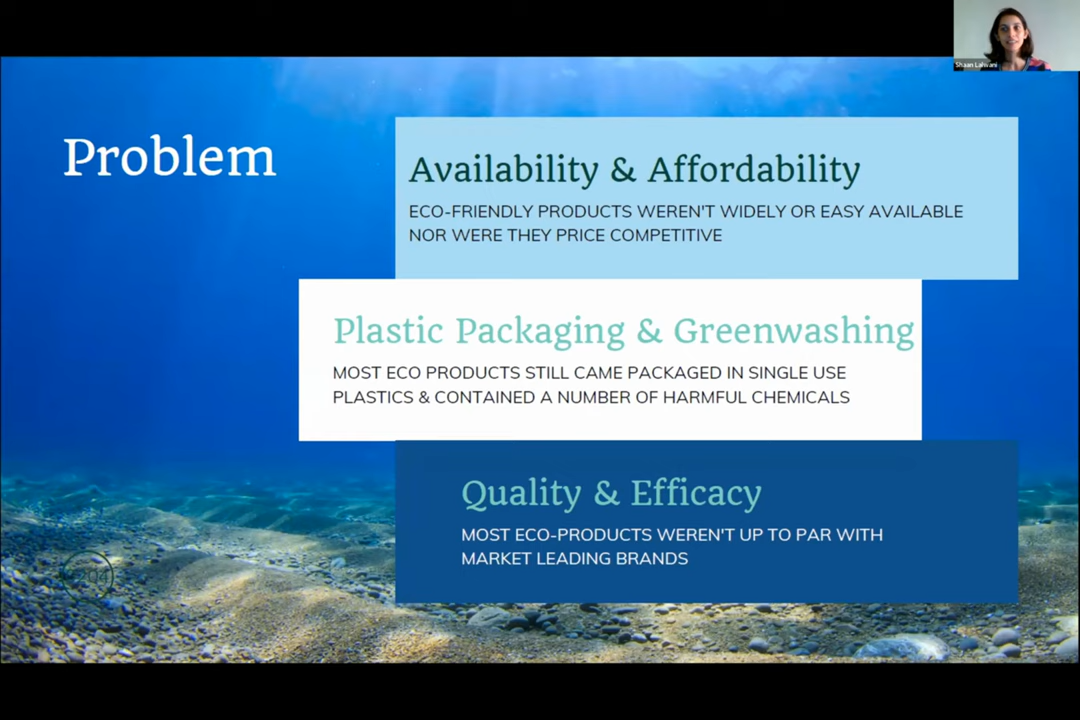 Shaan Lalwani
Problem
Availability & Affordability
ECO-FRIENDLY PRODUCTS WEREN'T WIDELY OR EASY AVAILABLE
NOR WERE THEY PRICE COMPETITIVE
Plastic Packaging & Greenwashing
MOST ECO PRODUCTS STILL CAME PACKAGED IN SINGLE USE
PLASTICS & CONTAINED A NUMBER OF HARMFUL CHEMICALS
Quality & Efficacy
MOST ECO-PRODUCTS WEREN'T UP TO PAR WITH
MARKET LEADING BRANDS